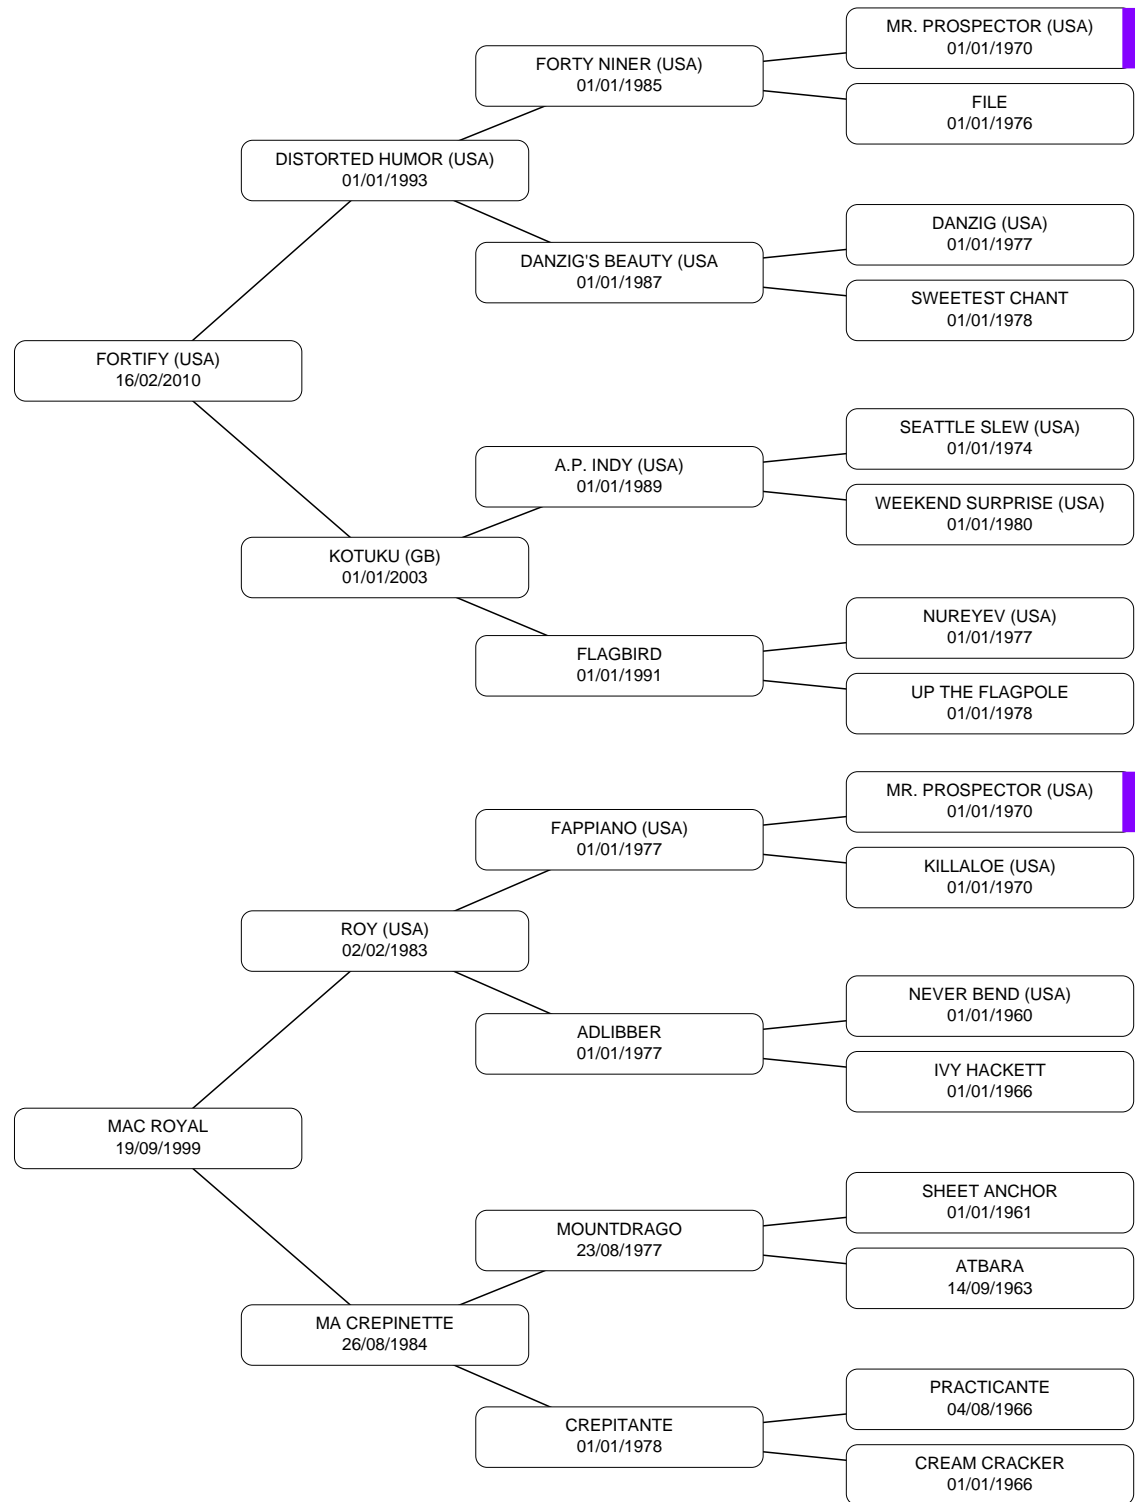 MR. PROSPECTOR (USA)
01/01/1970
FORTY NINER (USA)
01/01/1985
FILE
01/01/1976
DISTORTED HUMOR (USA)
01/01/1993
DANZIG (USA)
01/01/1977
DANZIG'S BEAUTY (USA
01/01/1987
SWEETEST CHANT
01/01/1978
FORTIFY (USA)
16/02/2010
SEATTLE SLEW (USA)
01/01/1974
A.P. INDY (USA)
01/01/1989
WEEKEND SURPRISE (USA)
01/01/1980
KOTUKU (GB)
01/01/2003
NUREYEV (USA)
01/01/1977
FLAGBIRD
01/01/1991
UP THE FLAGPOLE
01/01/1978
MR. PROSPECTOR (USA)
01/01/1970
FAPPIANO (USA)
01/01/1977
KILLALOE (USA)
01/01/1970
ROY (USA)
02/02/1983
NEVER BEND (USA)
01/01/1960
ADLIBBER
01/01/1977
IVY HACKETT
01/01/1966
MAC ROYAL
19/09/1999
SHEET ANCHOR
01/01/1961
MOUNTDRAGO
23/08/1977
ATBARA
14/09/1963
MA CREPINETTE
26/08/1984
PRACTICANTE
04/08/1966
CREPITANTE
01/01/1978
CREAM CRACKER
01/01/1966